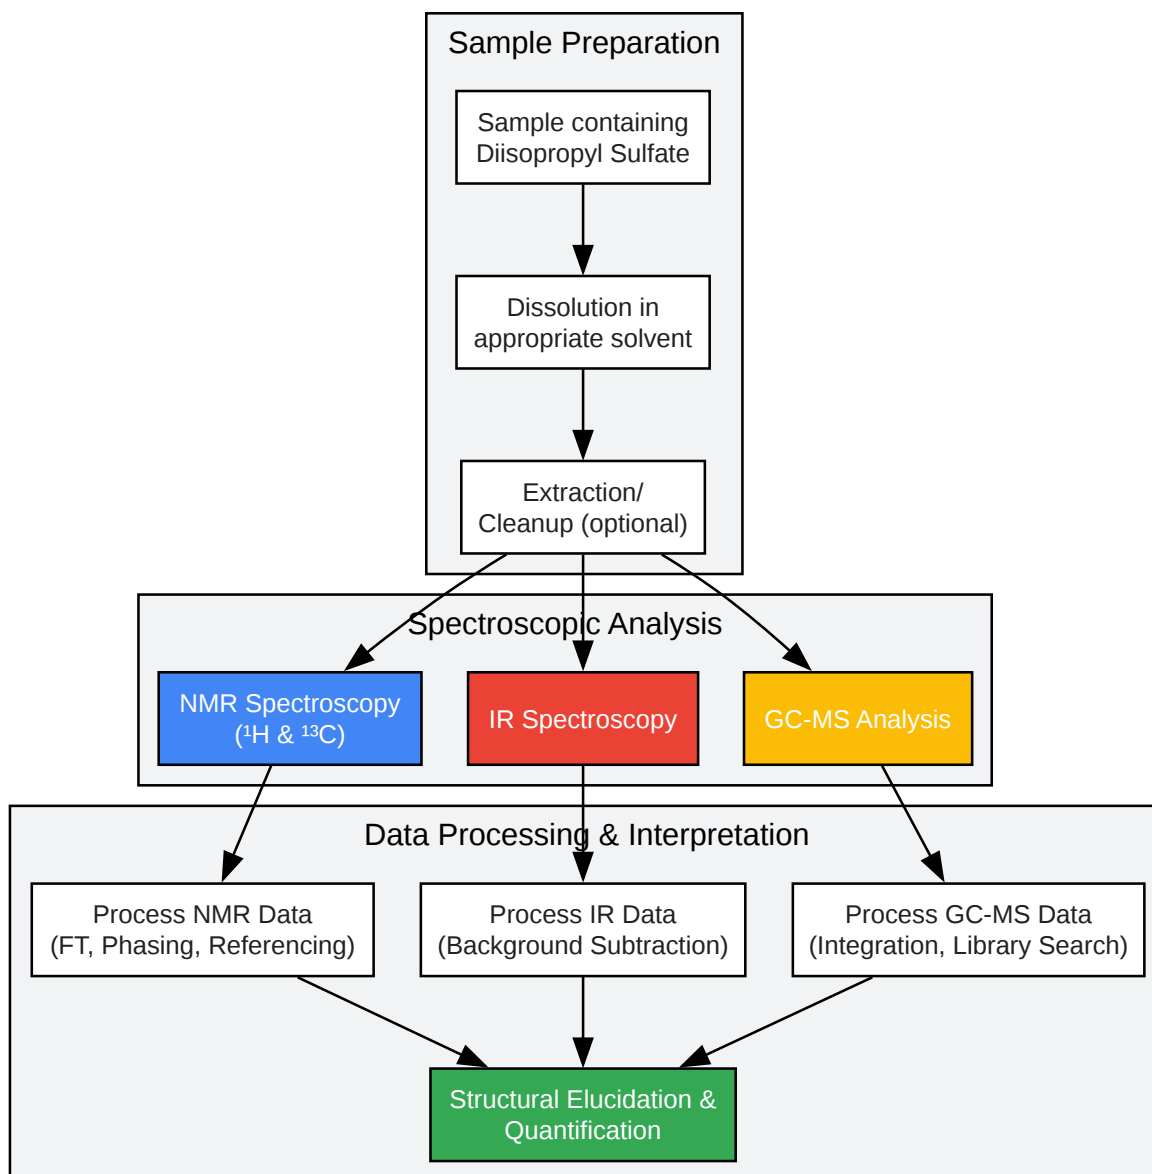 Sample Preparation
Sample containing
Diisopropyl Sulfate
Dissolution in
appropriate solvent
Extraction/
Cleanup (optional)
Spectroscopic Analysis
NMR Spectroscopy
(¹H & ¹³C)
IR Spectroscopy
GC-MS Analysis
Data Processing & Interpretation
Process NMR Data
(FT, Phasing, Referencing)
Process IR Data
(Background Subtraction)
Process GC-MS Data
(Integration, Library Search)
Structural Elucidation &
Quantification